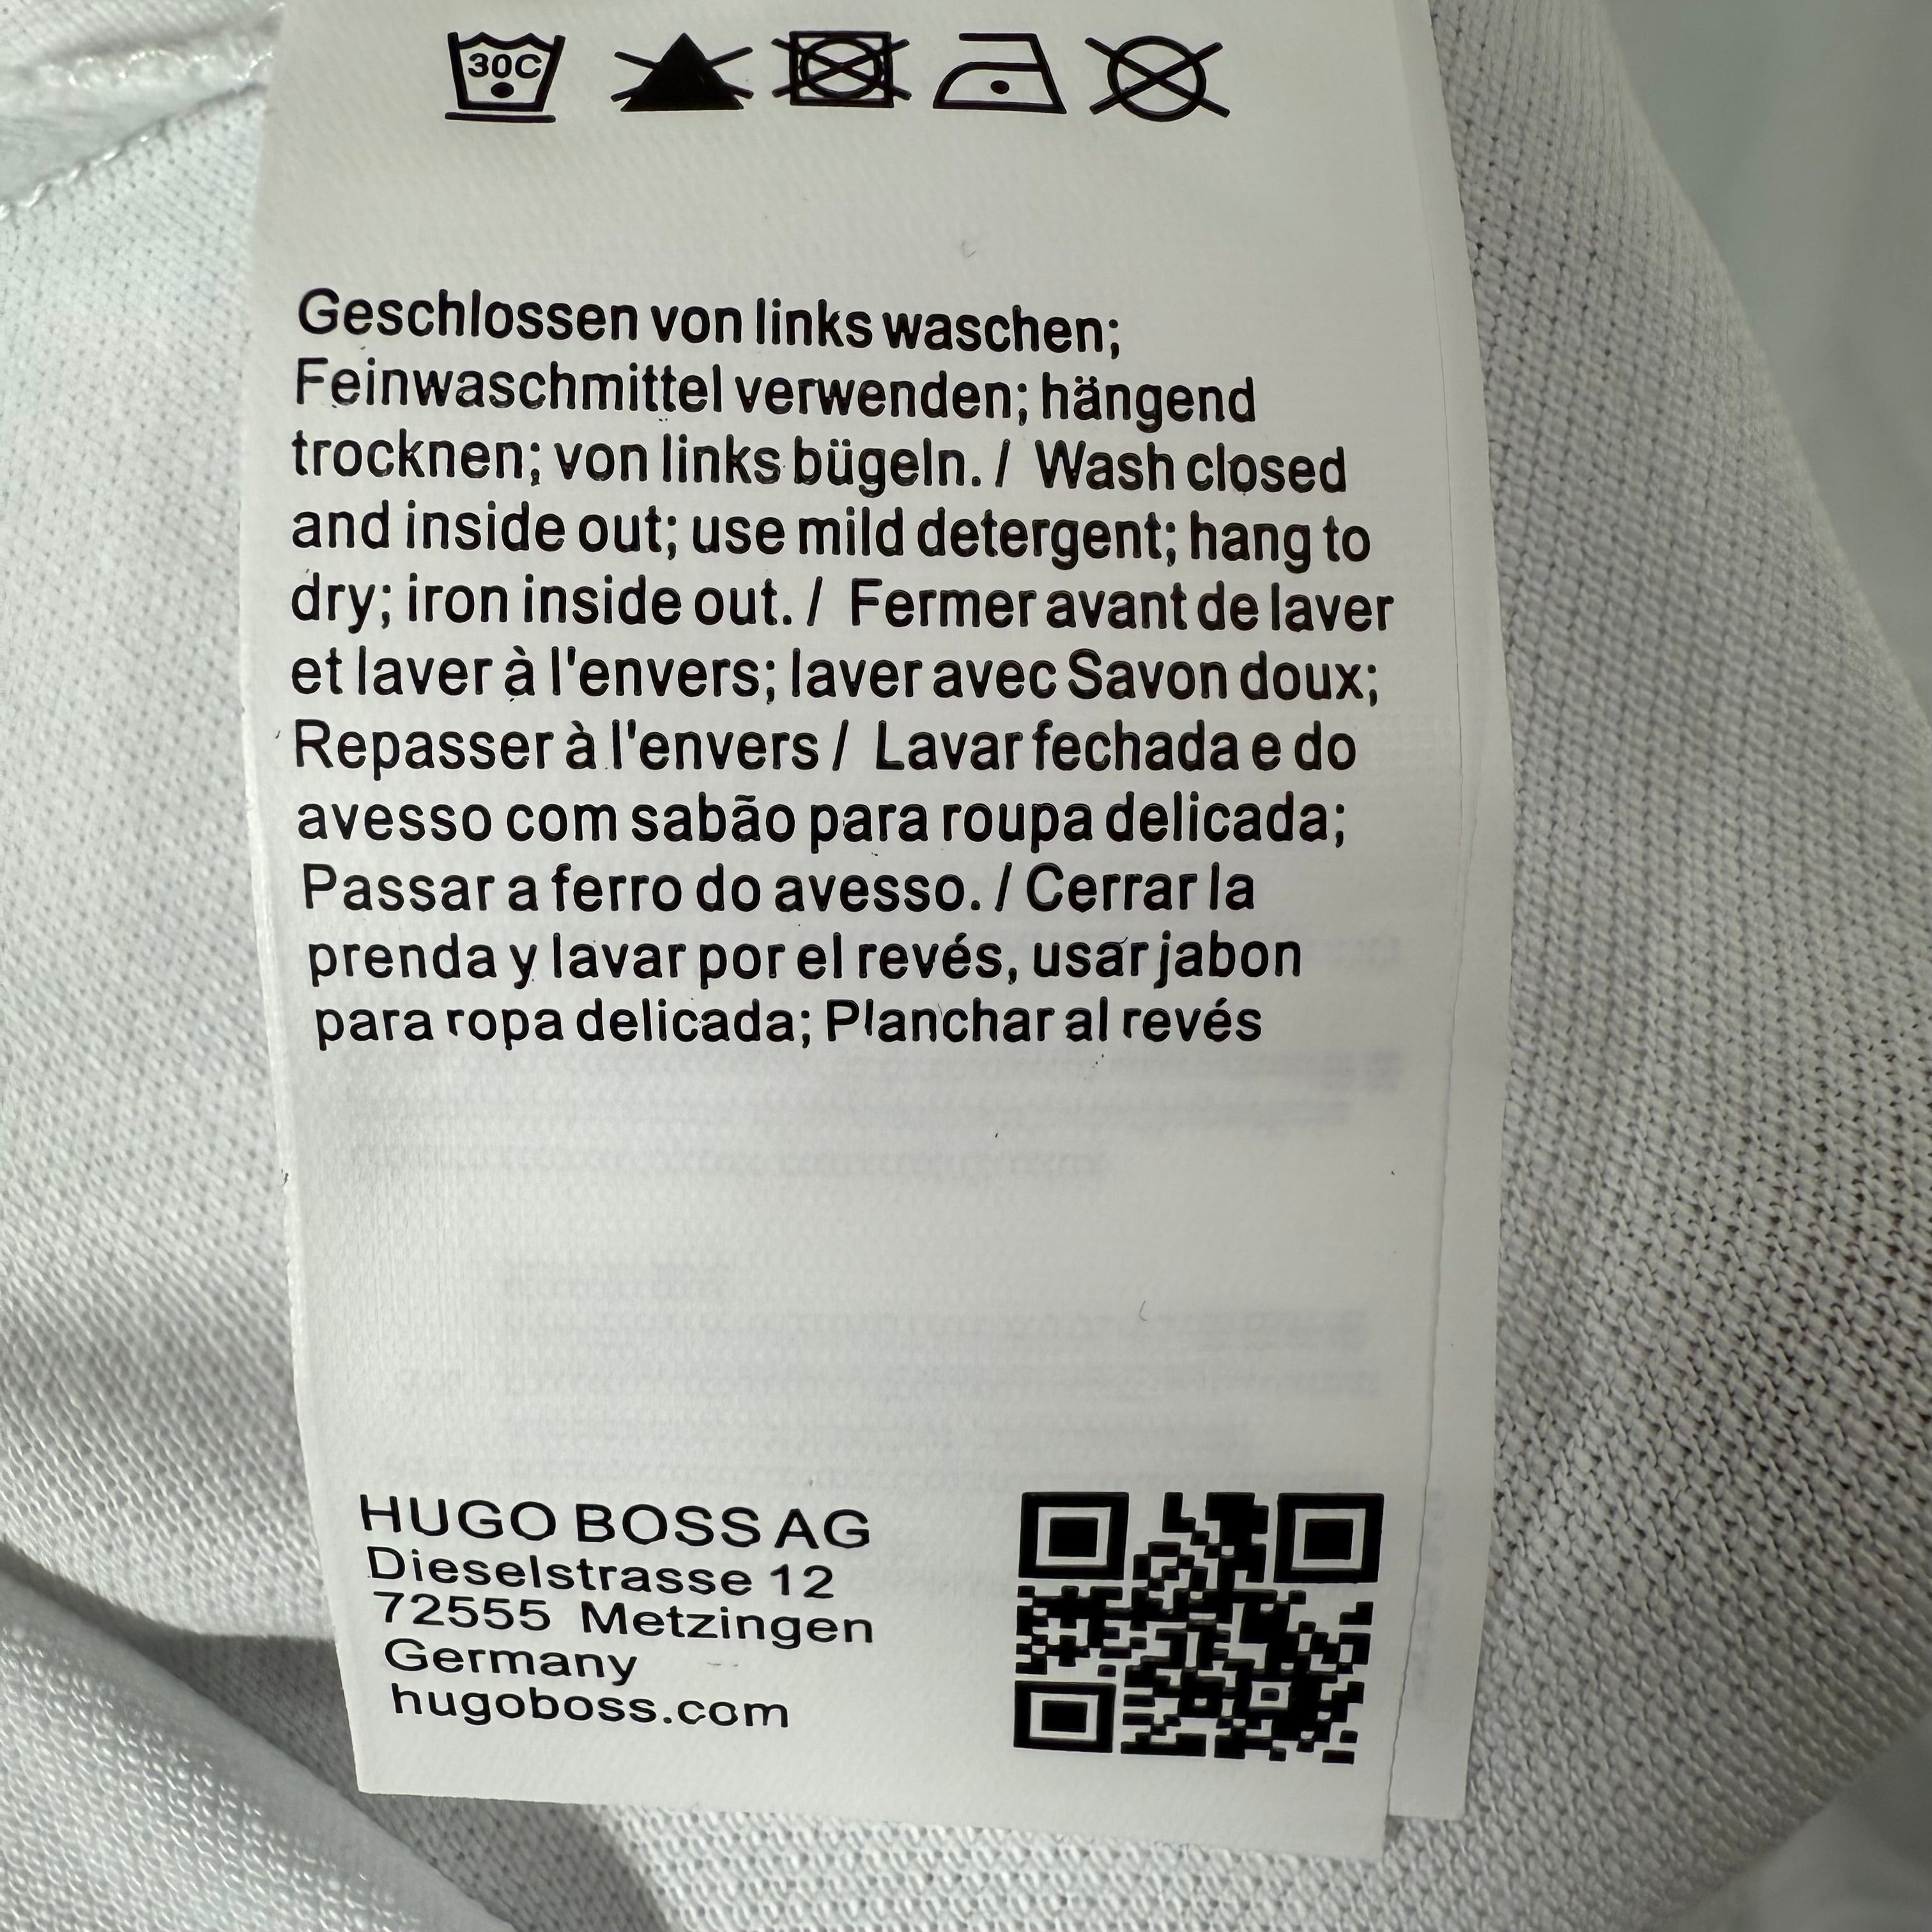 30C
Geschlossen von links waschen;
Feinwaschmittel verwenden; hängend
trocknen; von links bügeln. / Wash closed
and inside out; use mild detergent; hang to
dry; iron inside out. / Fermer avant de laver
et laver à l'envers; laver avec Savon doux;
Repasser à l'envers / Lavar fechada e do
avesso com sabão para roupa delicada;
Passar a ferro do avesso. / Cerrar la
prenda y lavar por el revés, usar jabon
para ropa delicada; Planchar al revés
HUGO BOSS AG
Dieselstrasse 12
72555 Metzingen
Germany
hugoboss.com